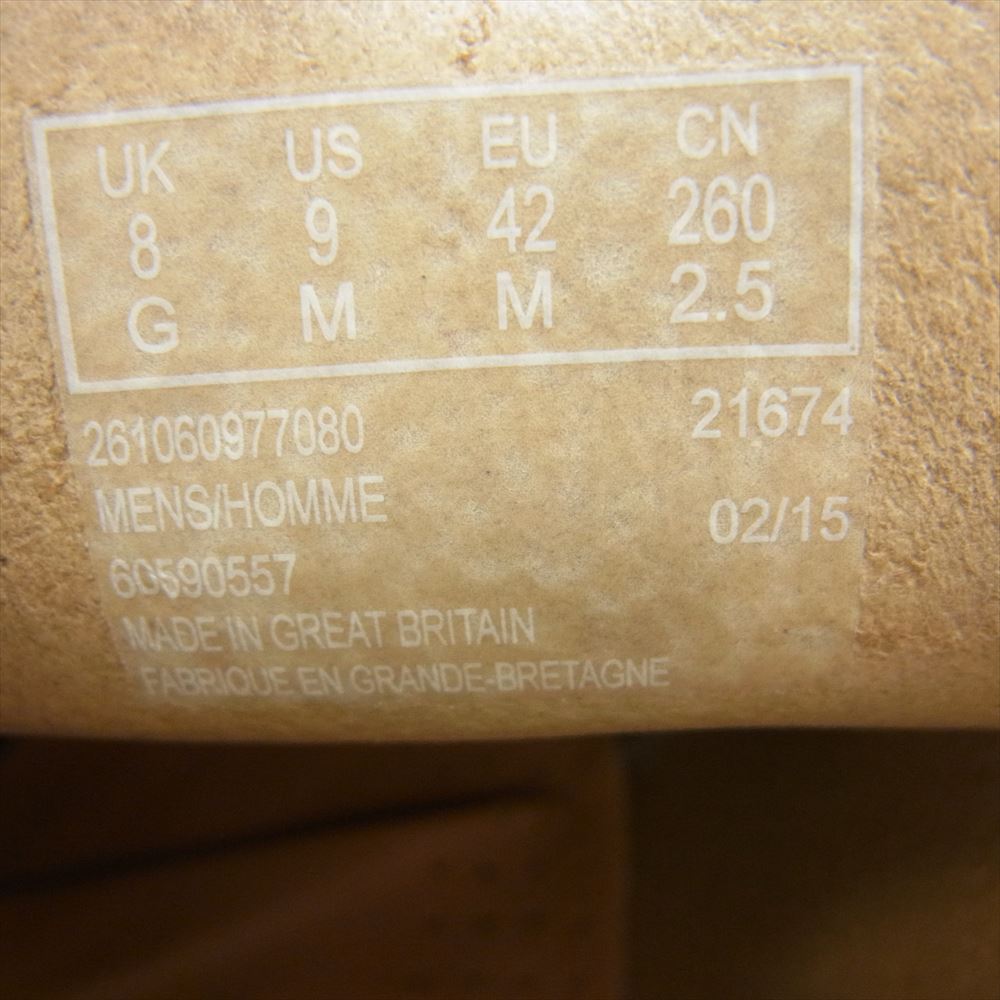 UK US EU CN
8 9 42 260
G M M 2.5
261060977080 21674
MENS/HOMME
02/15
60590557
MADE IN GREAT BRITAIN
FABRIQUE EN GRANDE-BRETAGNE